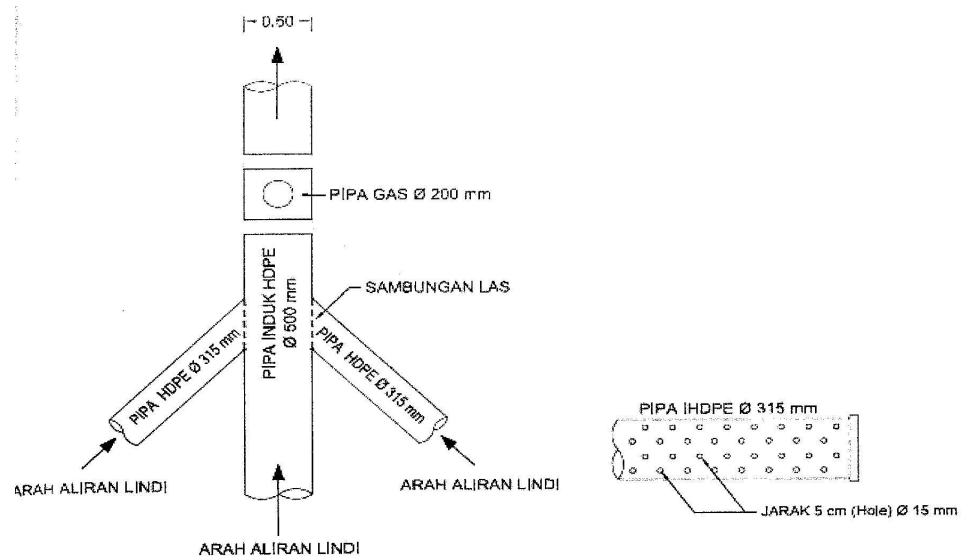 0.50
PIPA GAS Ø 200 mm
PIPA INDUK HDPE
Ø 500 mm
SAMBUNGAN LAS
PIPA HDPE Ø 315 mm
PIPA HDPE Ø 315 mm
ARAH ALIRAN LINDI
ARAH ALIRAN LINDI
ARAH ALIRAN LINDI
PIPA IHDPE Ø 315 mm
JARAK 5 cm (Hole) Ø 15 mm